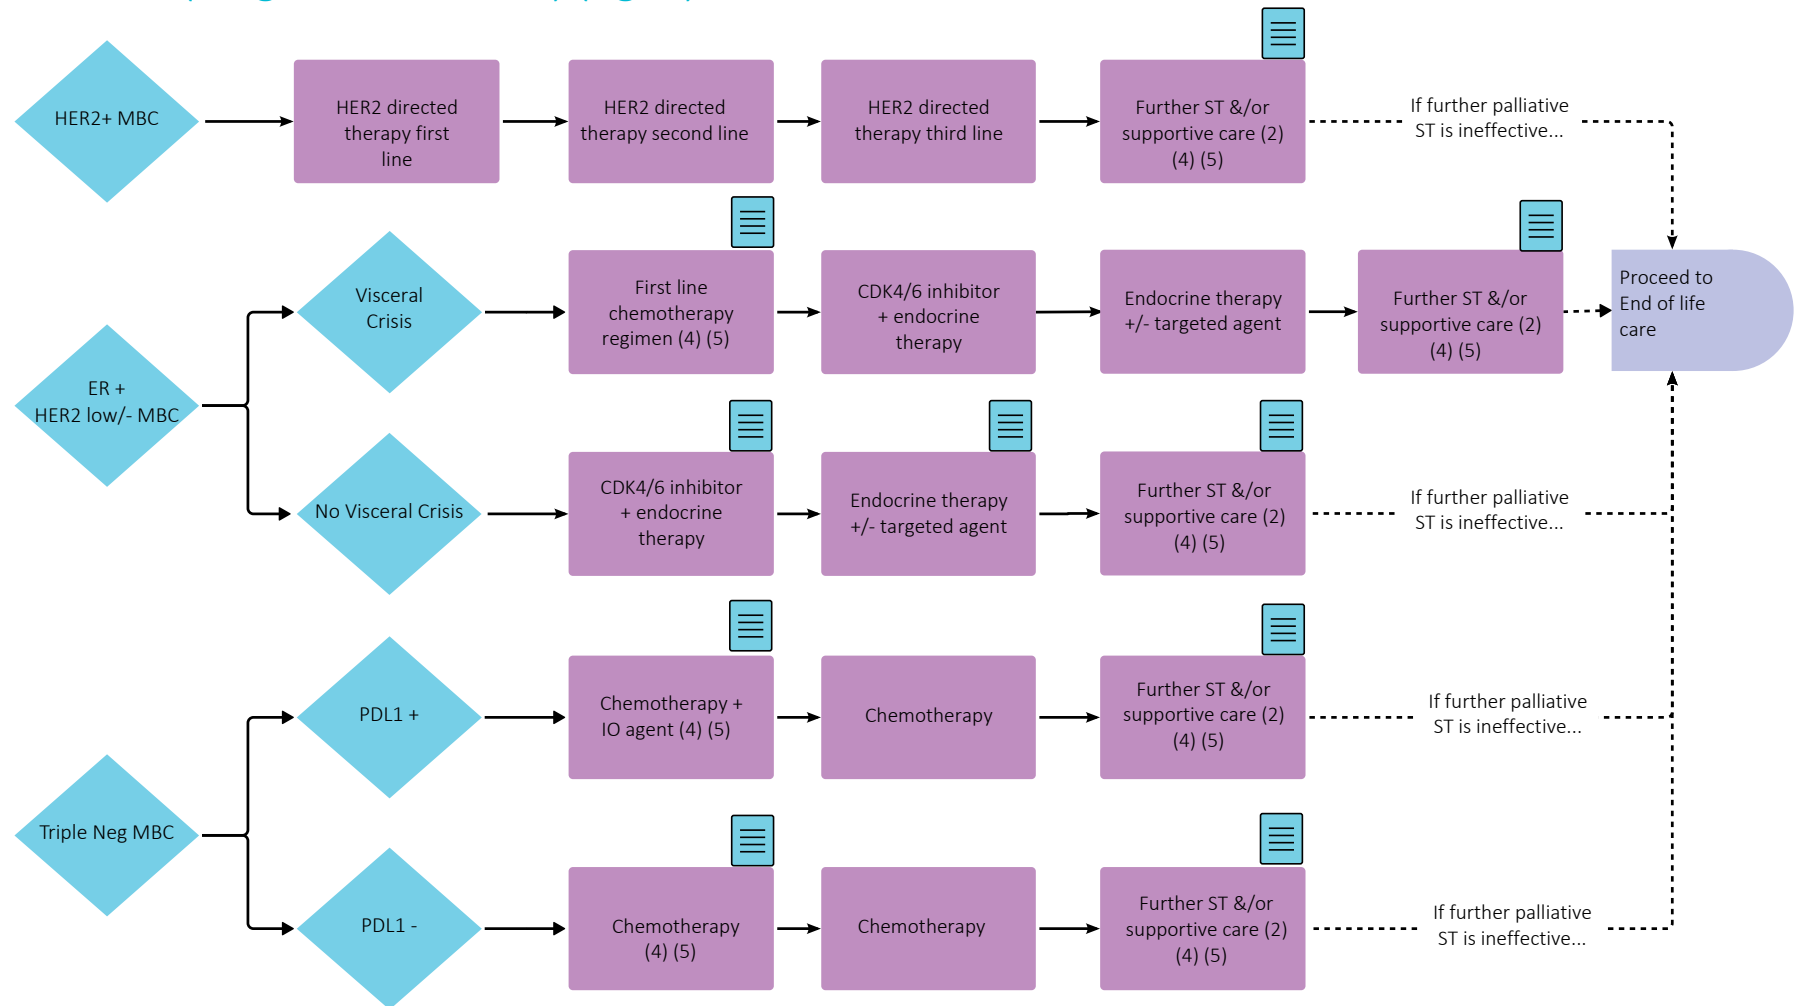 HER2+ MBC
HER2 directed
therapy first
line
HER2 directed
therapy second line
HER2 directed
therapy third line
Further ST &/or
supportive care (2)
(4) (5)
If further palliative
ST is ineffective...
ER +
HER2 low/- MBC
Visceral
Crisis
First line
chemotherapy
regimen (4) (5)
CDK4/6 inhibitor
+ endocrine
therapy
Endocrine therapy
+/- targeted agent
Further ST &/or
supportive care (2)
(4) (5)
Proceed to
End of life
care
No Visceral Crisis
CDK4/6 inhibitor
+ endocrine
therapy
Endocrine therapy
+/- targeted agent
Further ST &/or
supportive care (2)
(4) (5)
If further palliative
ST is ineffective...
Triple Neg MBC
PDL1 +
Chemotherapy +
IO agent (4) (5)
Chemotherapy
Further ST &/or
supportive care (2)
(4) (5)
If further palliative
ST is ineffective...
PDL1 -
Chemotherapy
(4) (5)
Chemotherapy
Further ST &/or
supportive care (2)
(4) (5)
If further palliative
ST is ineffective...